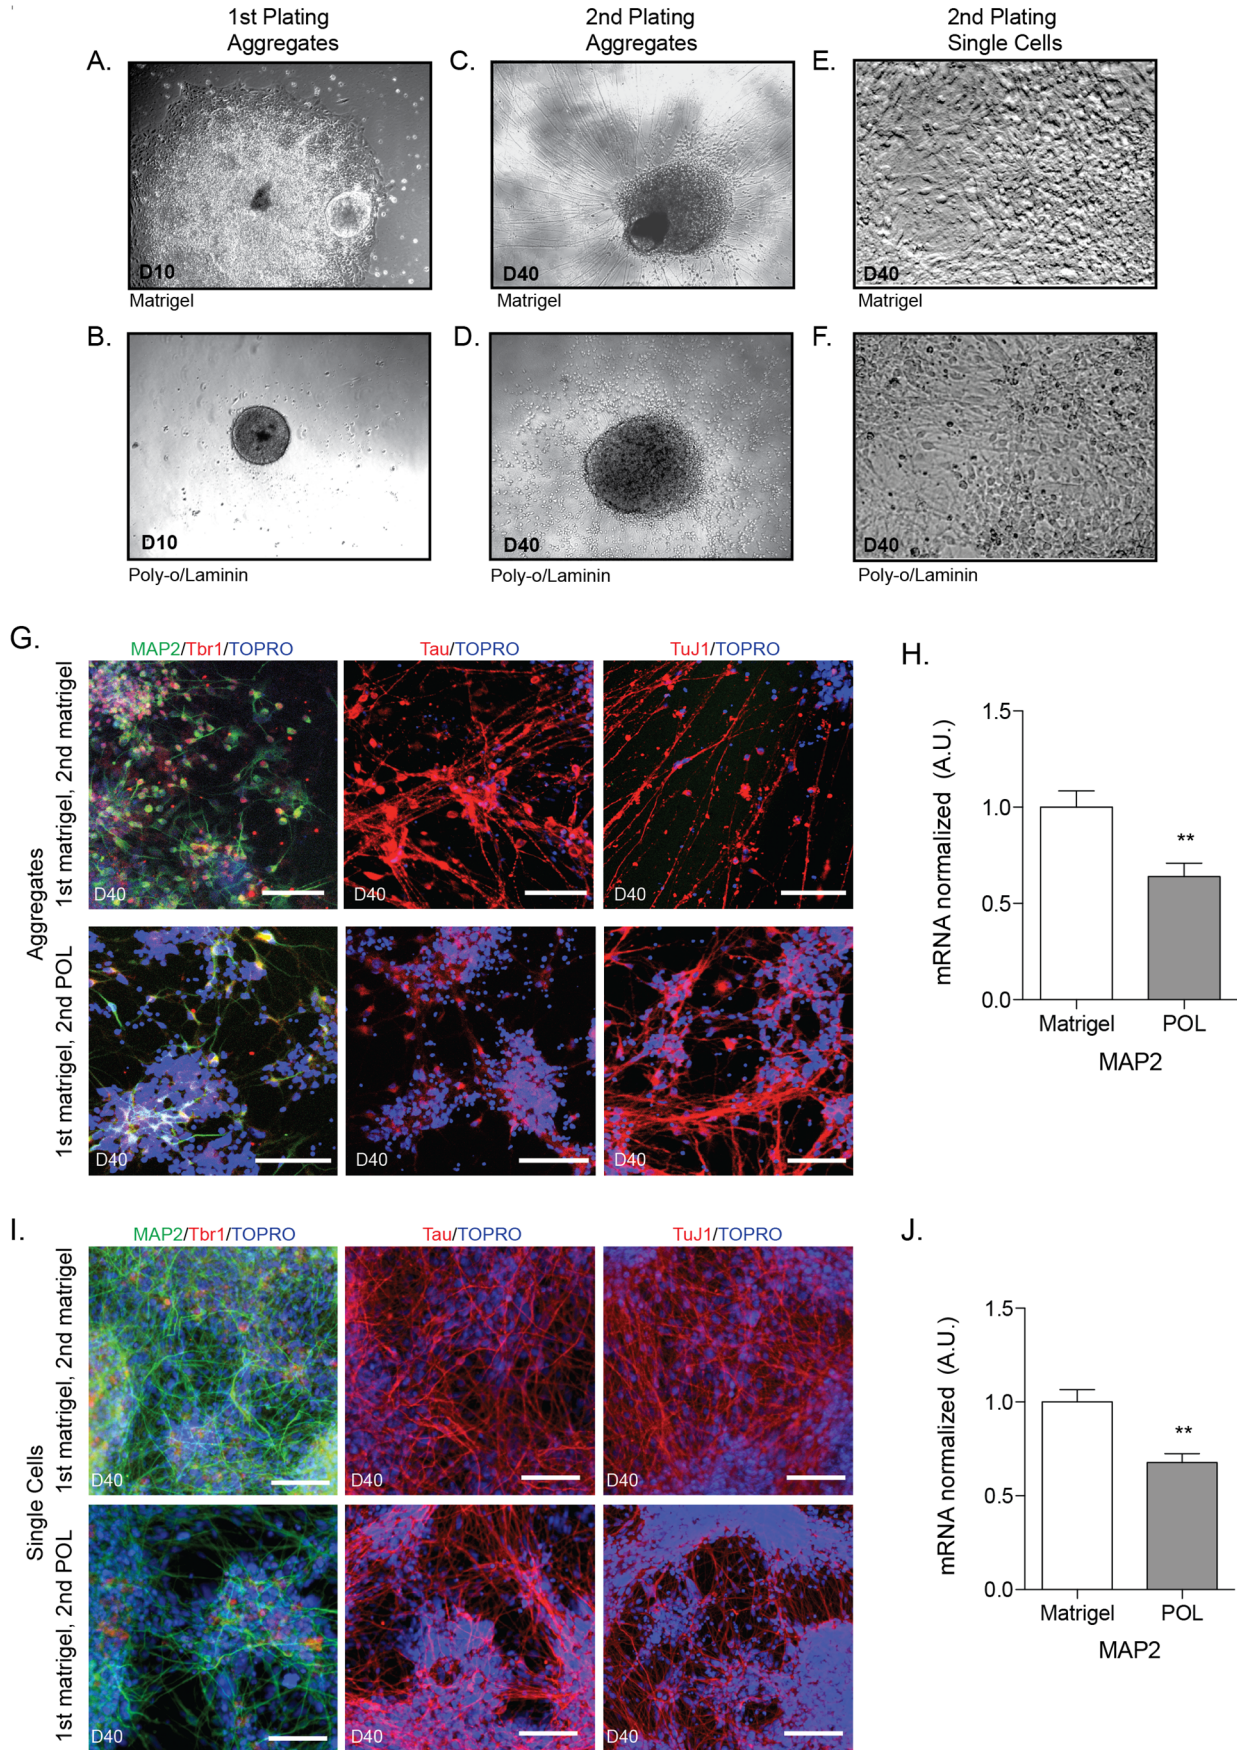 1st Plating
Aggregates
2nd Plating
Aggregates
2nd Plating
Single Cells
A.
D10
Matrigel
C.
D40
Matrigel
E.
D40
Matrigel
B.
D10
Poly-o/Laminin
D.
D40
Poly-o/Laminin
F.
D40
Poly-o/Laminin
G.
MAP2/Tbr1/TOPRO
Tau/TOPRO
TuJ1/TOPRO
Aggregates
1st matrigel, 2nd matrigel
D40
D40
D40
1st matrigel, 2nd POL
D40
D40
D40
H.
mRNA normalized (A.U.)
1.5
1.0
0.5
0.0
**
Matrigel
POL
MAP2
I.
MAP2/Tbr1/TOPRO
Tau/TOPRO
TuJ1/TOPRO
Single Cells
1st matrigel, 2nd matrigel
D40
D40
D40
1st matrigel, 2nd POL
D40
D40
D40
J.
mRNA normalized (A.U.)
1.5
1.0
0.5
0.0
**
Matrigel
POL
MAP2